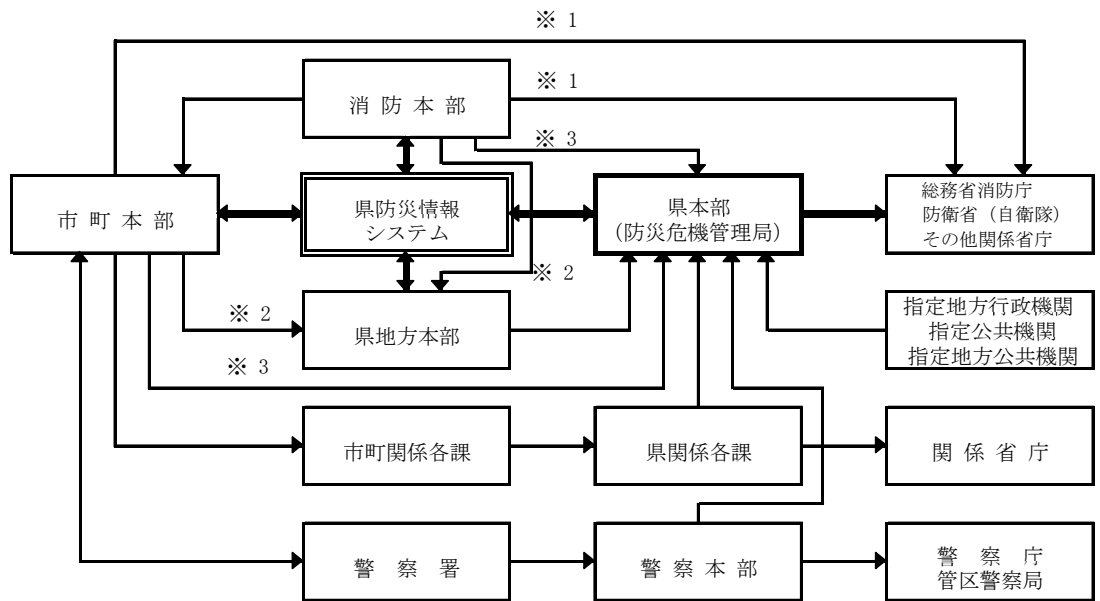 ※ 1
消 防 本 部
※ 1
※ 3
市 町 本 部
県防災情報
システム
県本部
（防災危機管理局）
総務省消防庁
防衛省（自衛隊）
その他関係省庁
※ 2
※ 2
県地方本部
指定地方行政機関
指定公共機関
指定地方公共機関
※ 3
市町関係各課
県関係各課
関 係 省 庁
警 察 署
警 察 本 部
警 察 庁
管区警察局